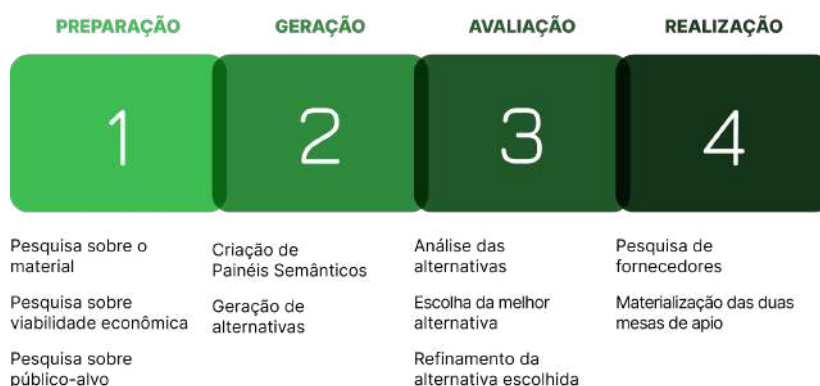 PREPARAÇÃO
1
Pesquisa sobre o
material
Pesquisa sobre
viabilidade econômica
Pesquisa sobre
público-alvo
GERAÇÃO
2
Criação de
Painéis Semânticos
Geração de
alternativas
AVALIAÇÃO
3
Análise das
alternativas
Escolha da melhor
alternativa
Refinamento da
alternativa escolhida
REALIZAÇÃO
4
Pesquisa de
fornecedores
Materialização das duas
mesas de apio